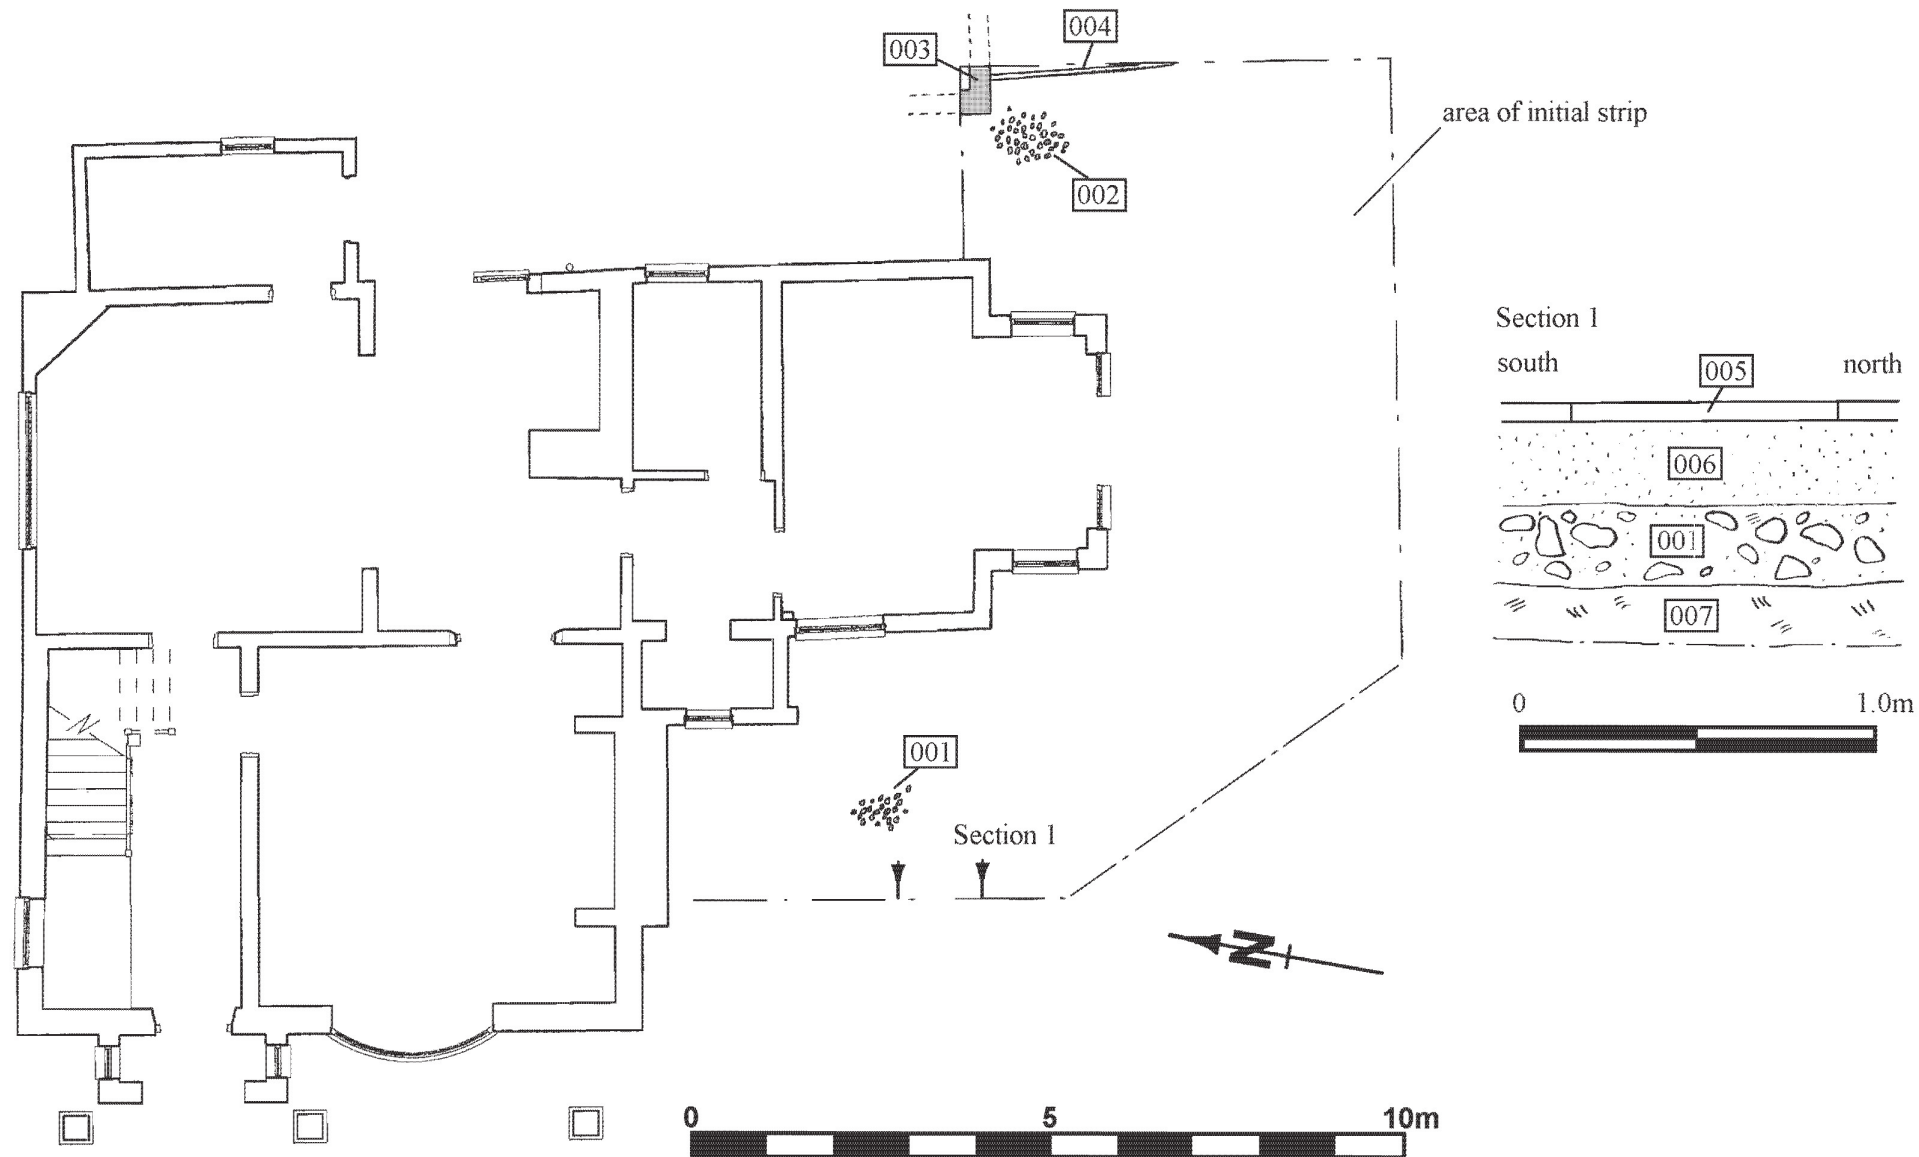 003
004
area of initial strip
002
Section 1
south
north
005
006
001
007
0
1.0m
001
Section 1
N
0
5
10m